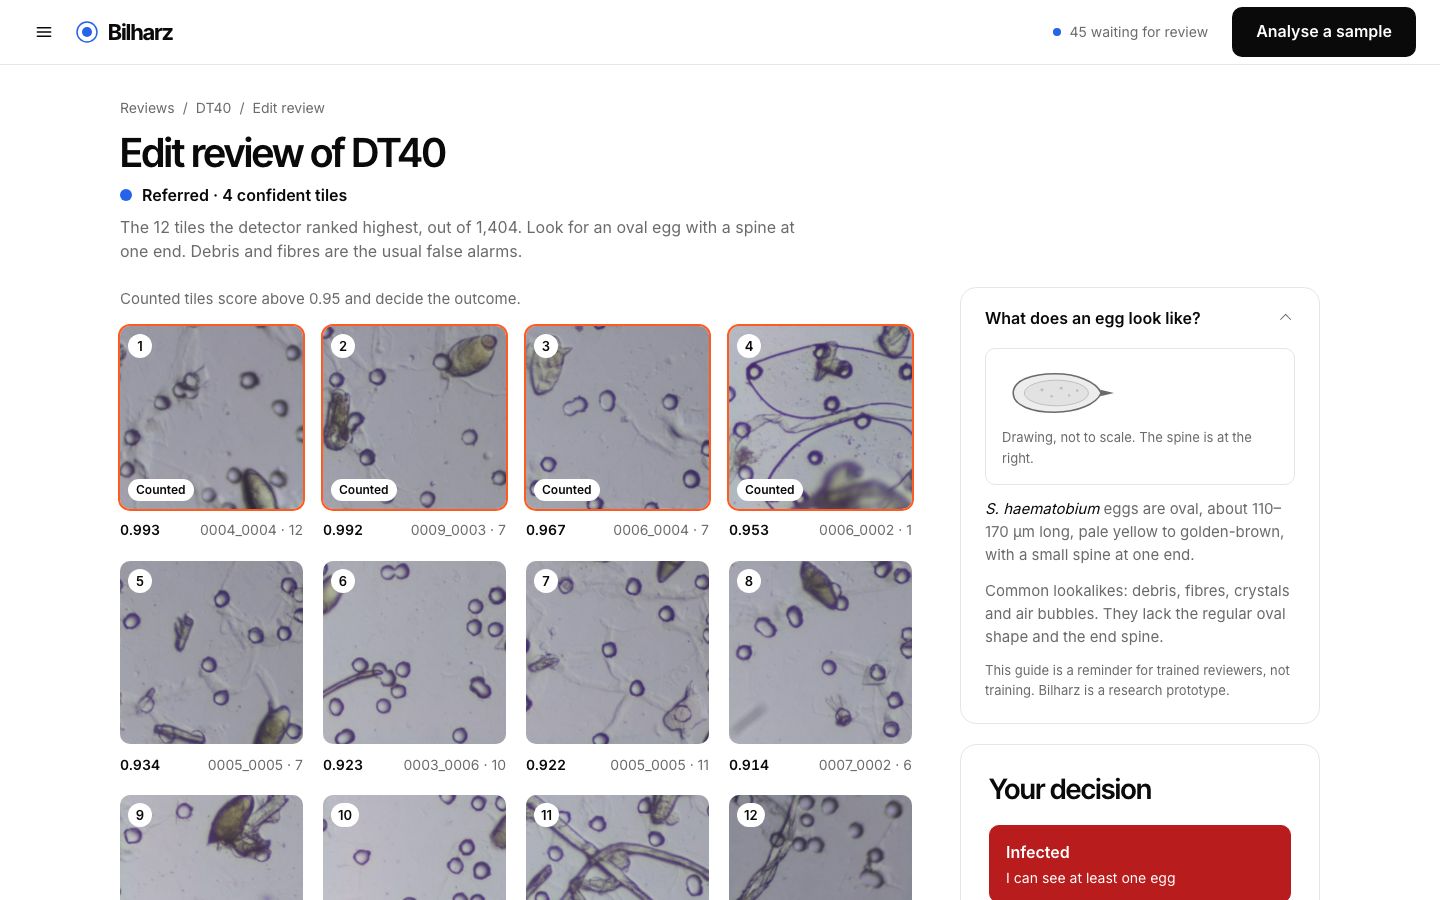 Bilharz
45 waiting for review
Analyse a sample
Reviews / DT40 / Edit review
Edit review of DT40
Referred · 4 confident tiles
The 12 tiles the detector ranked highest, out of 1,404. Look for an oval egg with a spine at
one end. Debris and fibres are the usual false alarms.
Counted tiles score above 0.95 and decide the outcome.
1
2
3
4
Counted
Counted
Counted
Counted
0.993 0004_0004 · 12
0.992 0009_0003 · 7
0.967 0006_0004 · 7
0.953 0006_0002 · 1
5
6
7
8
0.934 0005_0005 · 7
0.923 0003_0006 · 10
0.922 0005_0005 · 11
0.914 0007_0002 · 6
9
10
11
12
What does an egg look like?
Drawing, not to scale. The spine is at the
right.
S. haematobium eggs are oval, about 110–
170 µm long, pale yellow to golden-brown,
with a small spine at one end.
Common lookalikes: debris, fibres, crystals
and air bubbles. They lack the regular oval
shape and the end spine.
This guide is a reminder for trained reviewers, not
training. Bilharz is a research prototype.
Your decision
Infected
I can see at least one egg